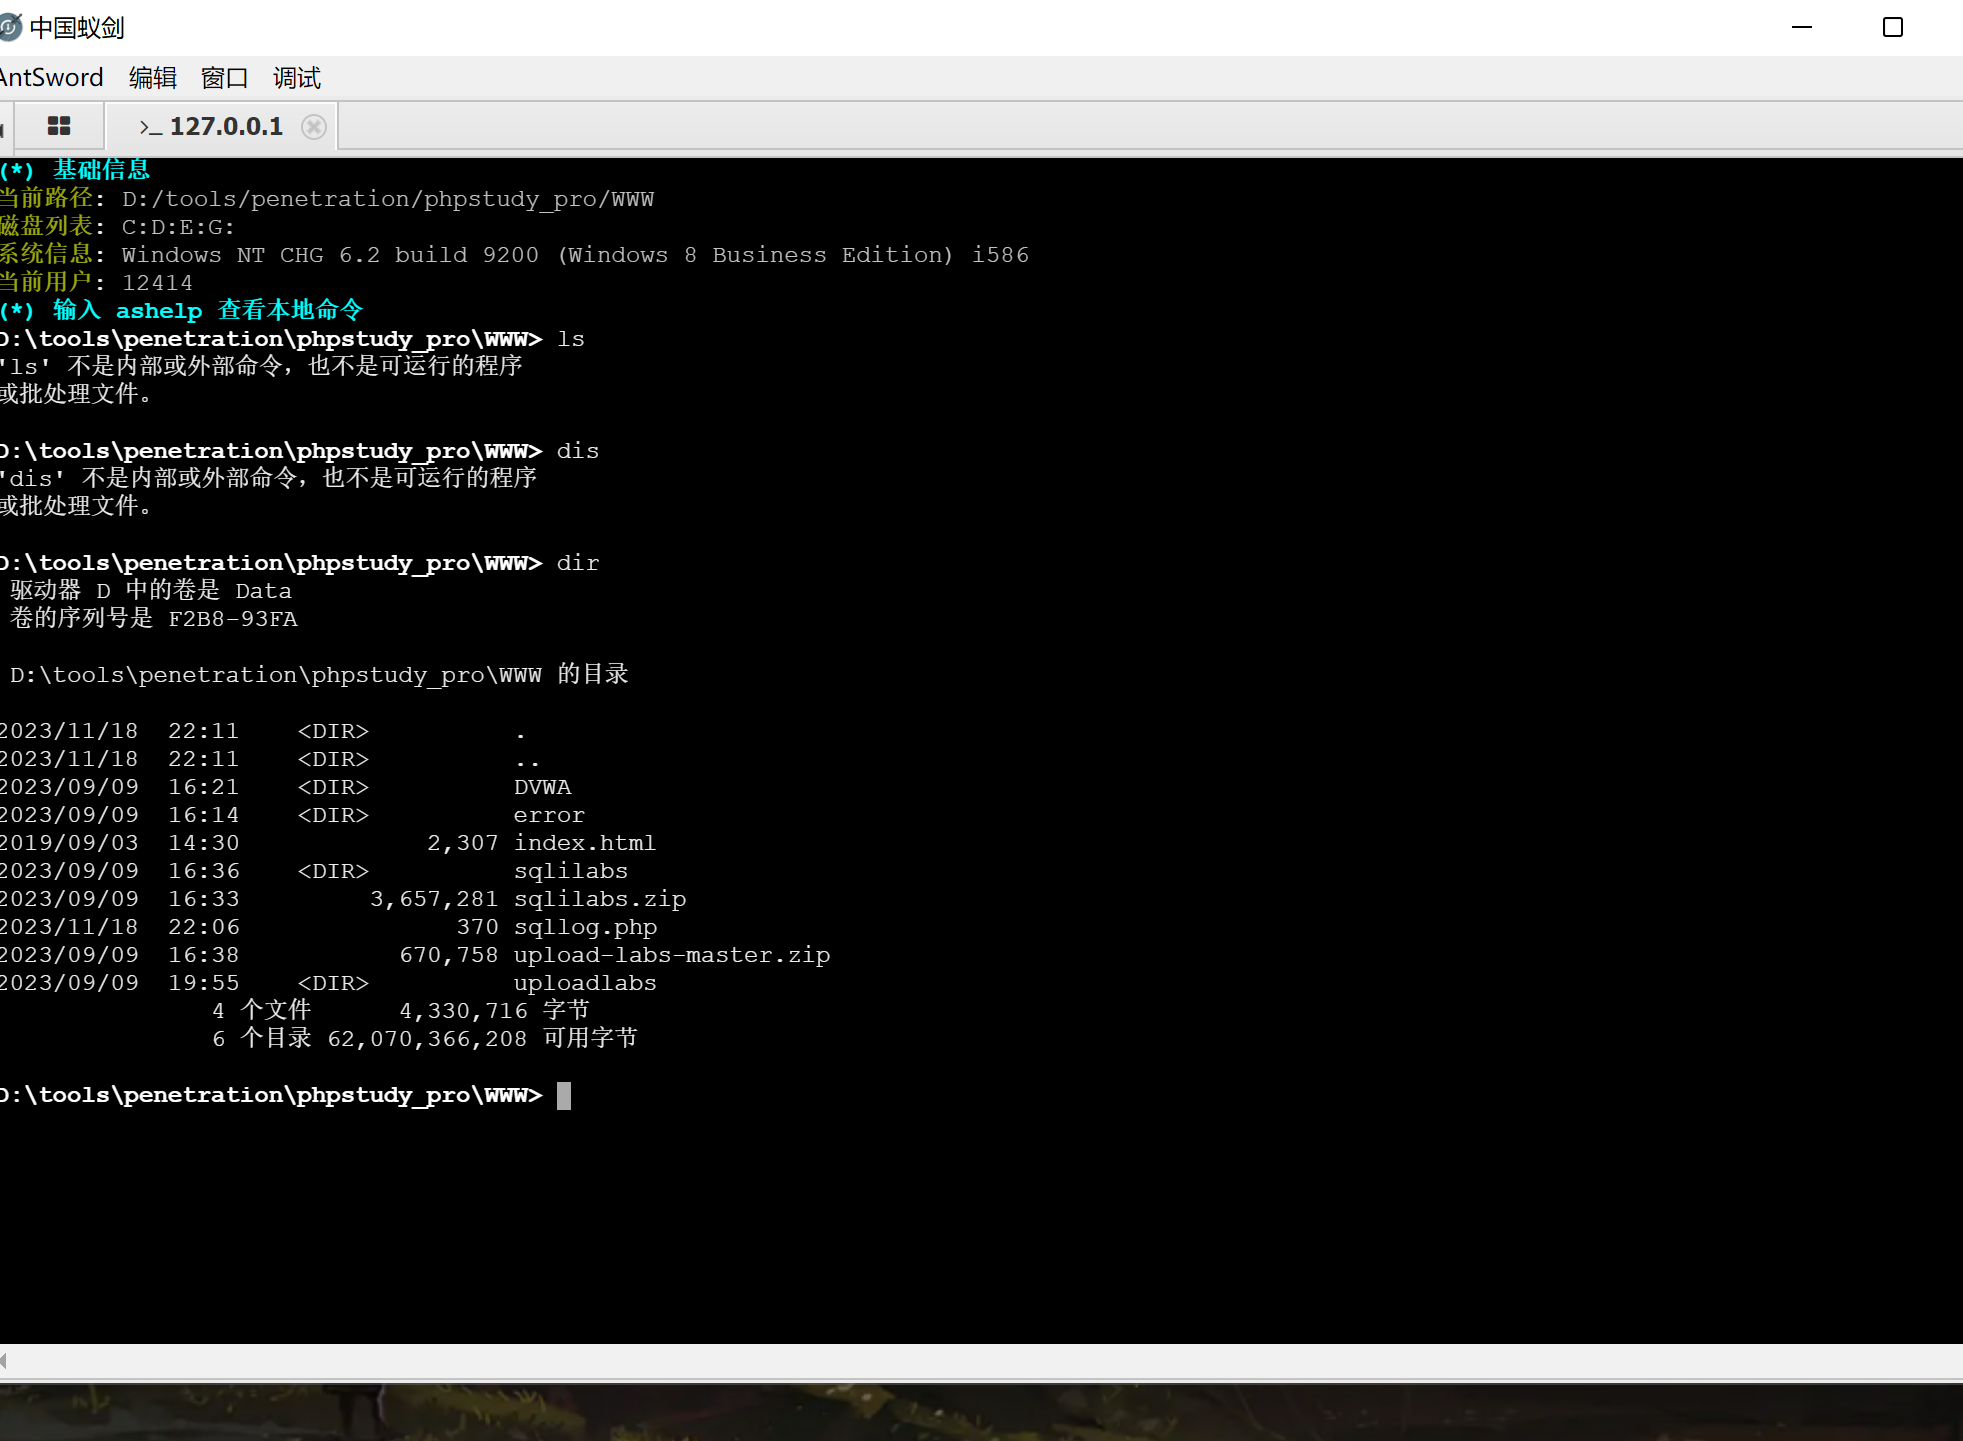 中国蚁剑
AntSword 编辑 窗口 调试
>_ 127.0.0.1
(*) 基础信息
当前路径: D:/tools/penetration/phpstudy_pro/WWW
磁盘列表: C:D:E:G:
系统信息: Windows NT CHG 6.2 build 9200 (Windows 8 Business Edition) i586
当前用户: 12414
(*) 输入 ashelp 查看本地命令
D:\tools\penetration\phpstudy_pro\WWW> ls
'ls' 不是内部或外部命令，也不是可运行的程序
或批处理文件。
D:\tools\penetration\phpstudy_pro\WWW> dis
'dis' 不是内部或外部命令，也不是可运行的程序
或批处理文件。
D:\tools\penetration\phpstudy_pro\WWW> dir
驱动器 D 中的卷是 Data
卷的序列号是 F2B8-93FA
D:\tools\penetration\phpstudy_pro\WWW 的目录
2023/11/18  22:11    <DIR>          .
2023/11/18  22:11    <DIR>          ..
2023/09/09  16:21    <DIR>          DVWA
2023/09/09  16:14    <DIR>          error
2019/09/03  14:30             2,307 index.html
2023/09/09  16:36    <DIR>          sqlilabs
2023/09/09  16:33         3,657,281 sqlilabs.zip
2023/11/18  22:06               370 sqllog.php
2023/09/09  16:38           670,758 upload-labs-master.zip
2023/09/09  19:55    <DIR>          uploadlabs
4 个文件      4,330,716 字节
6 个目录 62,070,366,208 可用字节
D:\tools\penetration\phpstudy_pro\WWW>